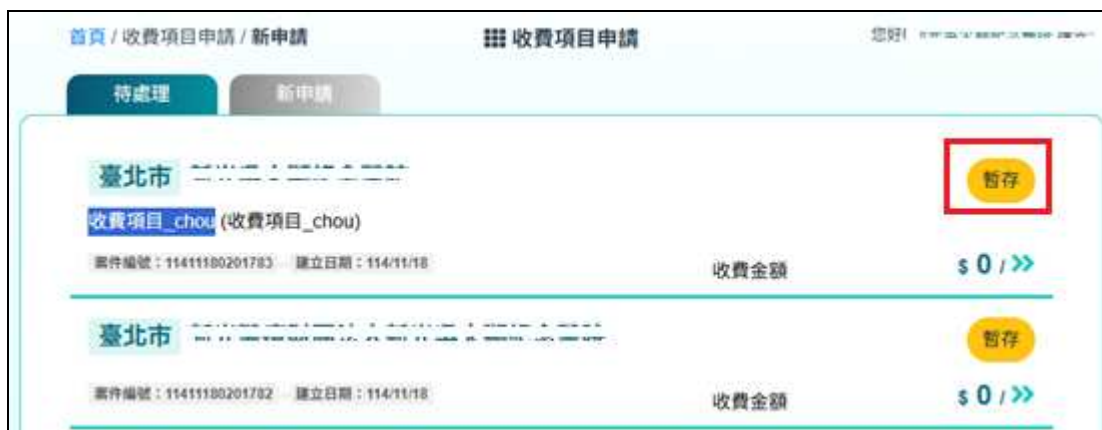 首頁 / 收費項目申請 / 新申請
收費項目申請
您好!
待處理
新申請
臺北市
暫存
收費項目_chou (收費項目_chou)
案件編號：11411180201783 建立日期：114/11/18
收費金額
$ 0 / >>
臺北市
暫存
案件編號：11411180201782 建立日期：114/11/18
收費金額
$ 0 / >>